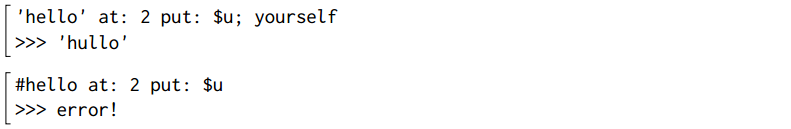 'hello' at: 2 put: $u; yourself
>>> 'hullo'
#hello at: 2 put: $u
>>> error!